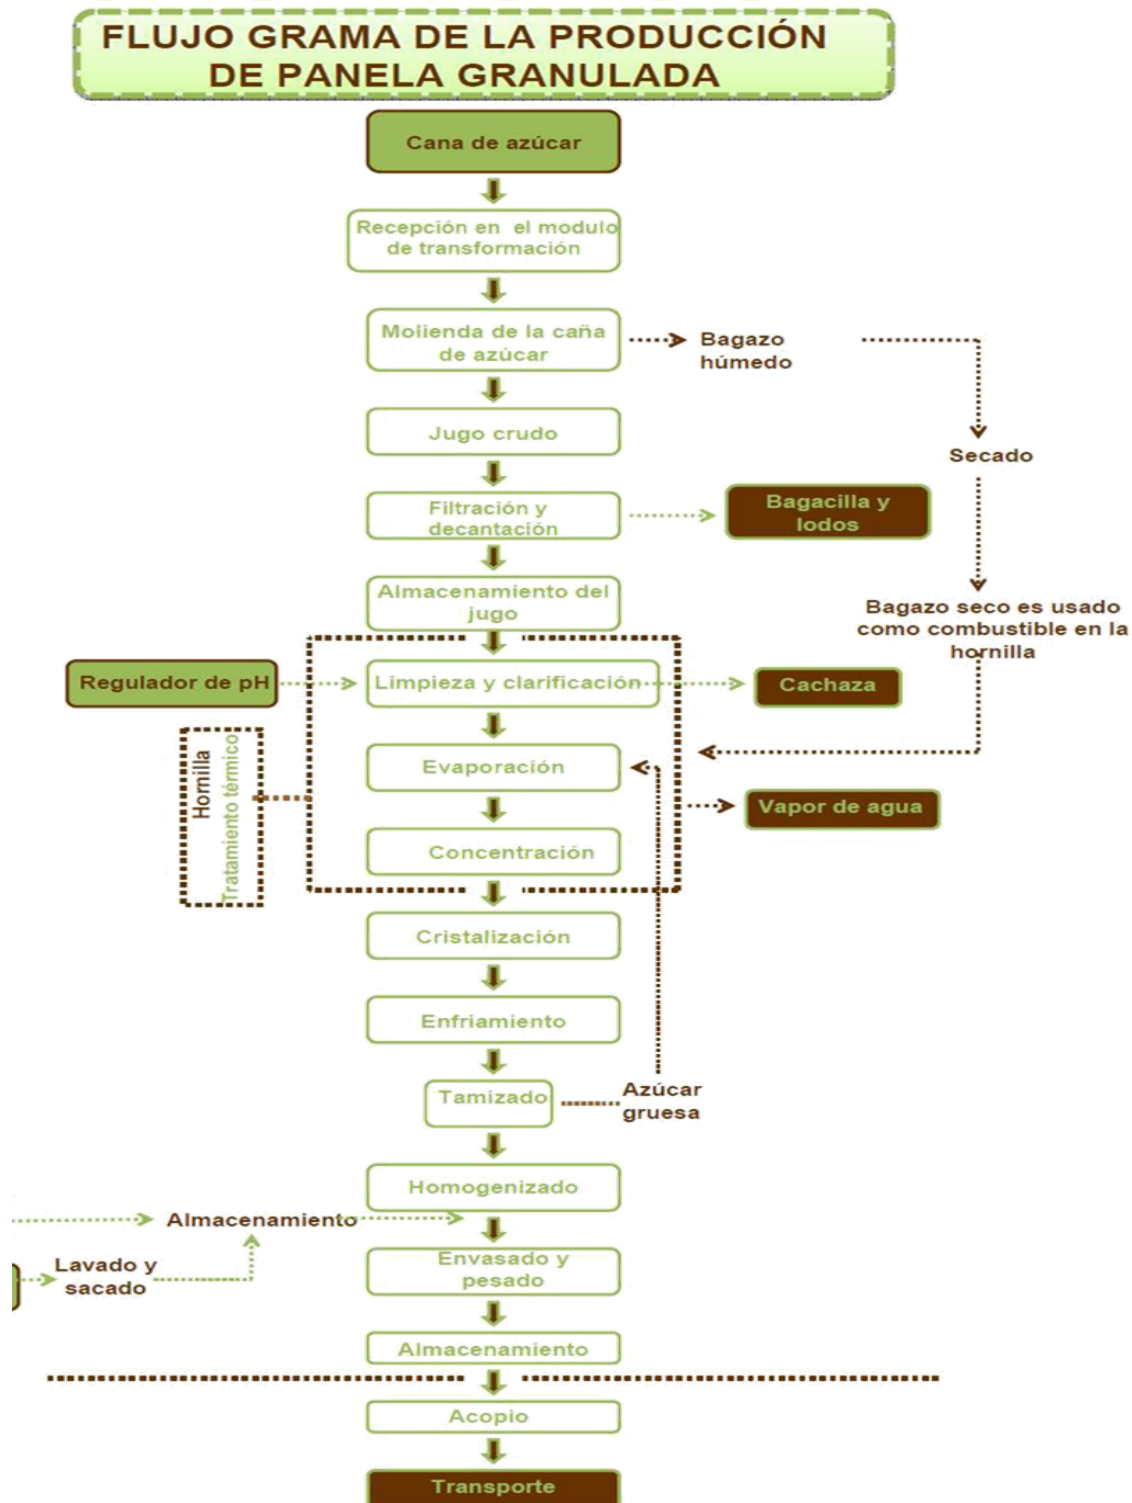 FLUJO GRAMA DE LA PRODUCCIÓN
DE PANELA GRANULADA
Cana de azúcar
Recepción en el modulo
de transformación
Molienda de la caña
de azúcar
Bagazo
húmedo
Jugo crudo
Secado
Filtración y
decantación
Bagacilla y
lodos
Almacenamiento del
jugo
Bagazo seco es usado
como combustible en la
hornilla
Regulador de pH
Limpieza y clarificación
Cachaza
Hornilla
Tratamiento térmico
Evaporación
Vapor de agua
Concentración
Cristalización
Enfriamiento
Tamizado
Azúcar
gruesa
Homogenizado
Almacenamiento
Lavado y
sacado
Envasado y
pesado
Almacenamiento
Acopio
Transporte